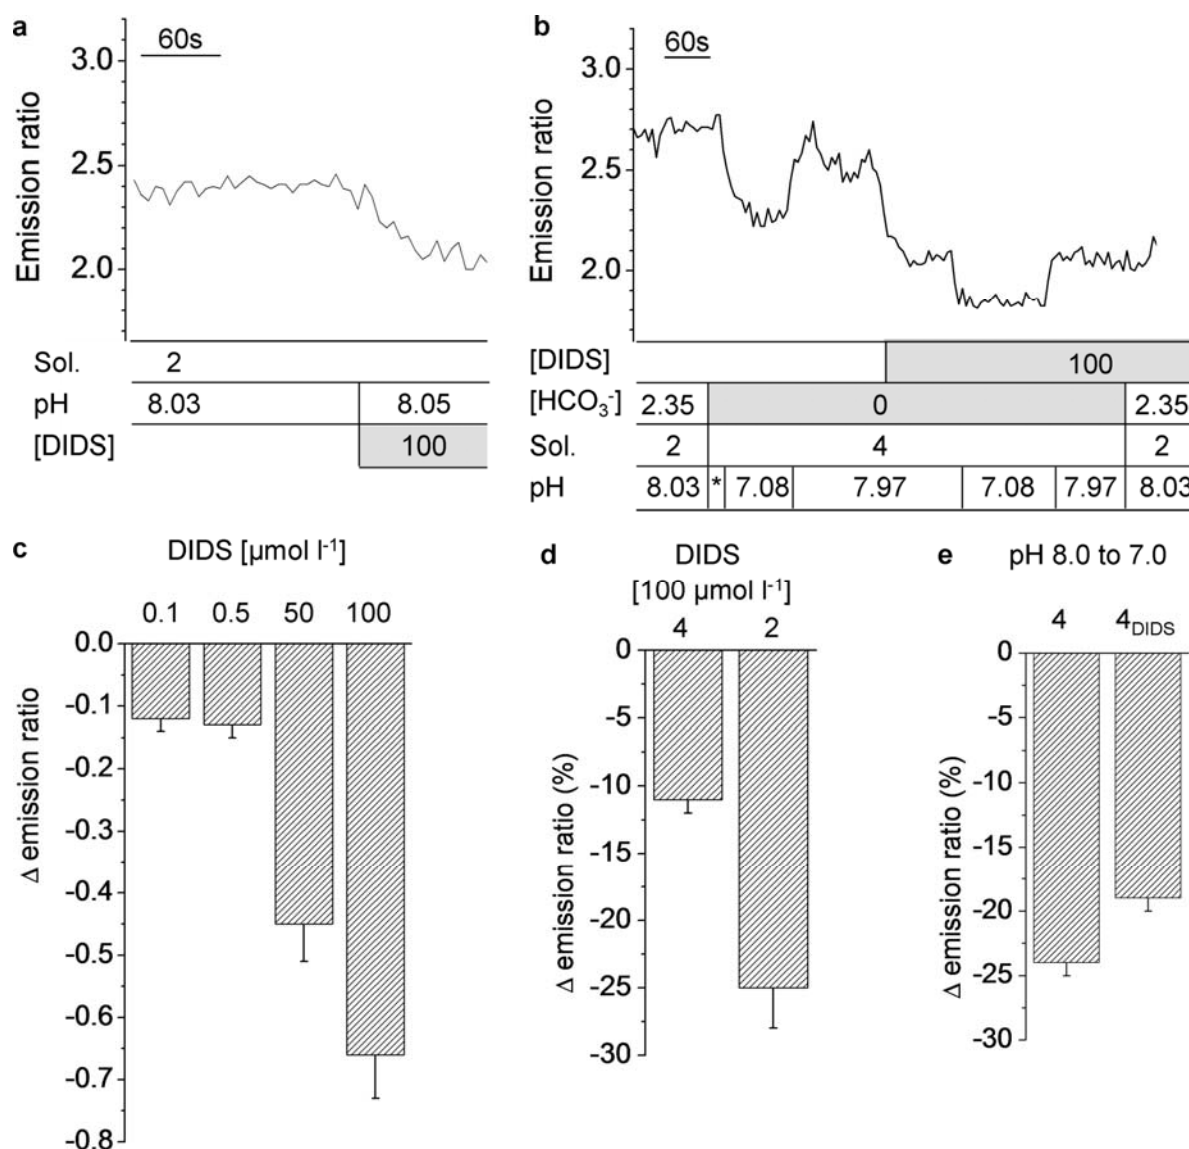 a
60s
3.0
2.5
2.0
Emission ratio
Sol. 2
pH 8.03 8.05
[DIDS] 100
b
60s
3.0
2.5
2.0
Emission ratio
[DIDS] 100
[HCO₃⁻] 2.35 0 2.35
Sol. 2 4 2
pH 8.03 * 7.08 7.97 7.08 7.97 8.03
c
DIDS [µmol l⁻¹]
0.1 0.5 50 100
0.0
-0.1
-0.2
-0.3
-0.4
-0.5
-0.6
-0.7
-0.8
Δ emission ratio
d
DIDS
[100 µmol l⁻¹]
4 2
0
-5
-10
-15
-20
-25
-30
Δ emission ratio (%)
e
pH 8.0 to 7.0
4 4DIDS
0
-5
-10
-15
-20
-25
-30
Δ emission ratio (%)